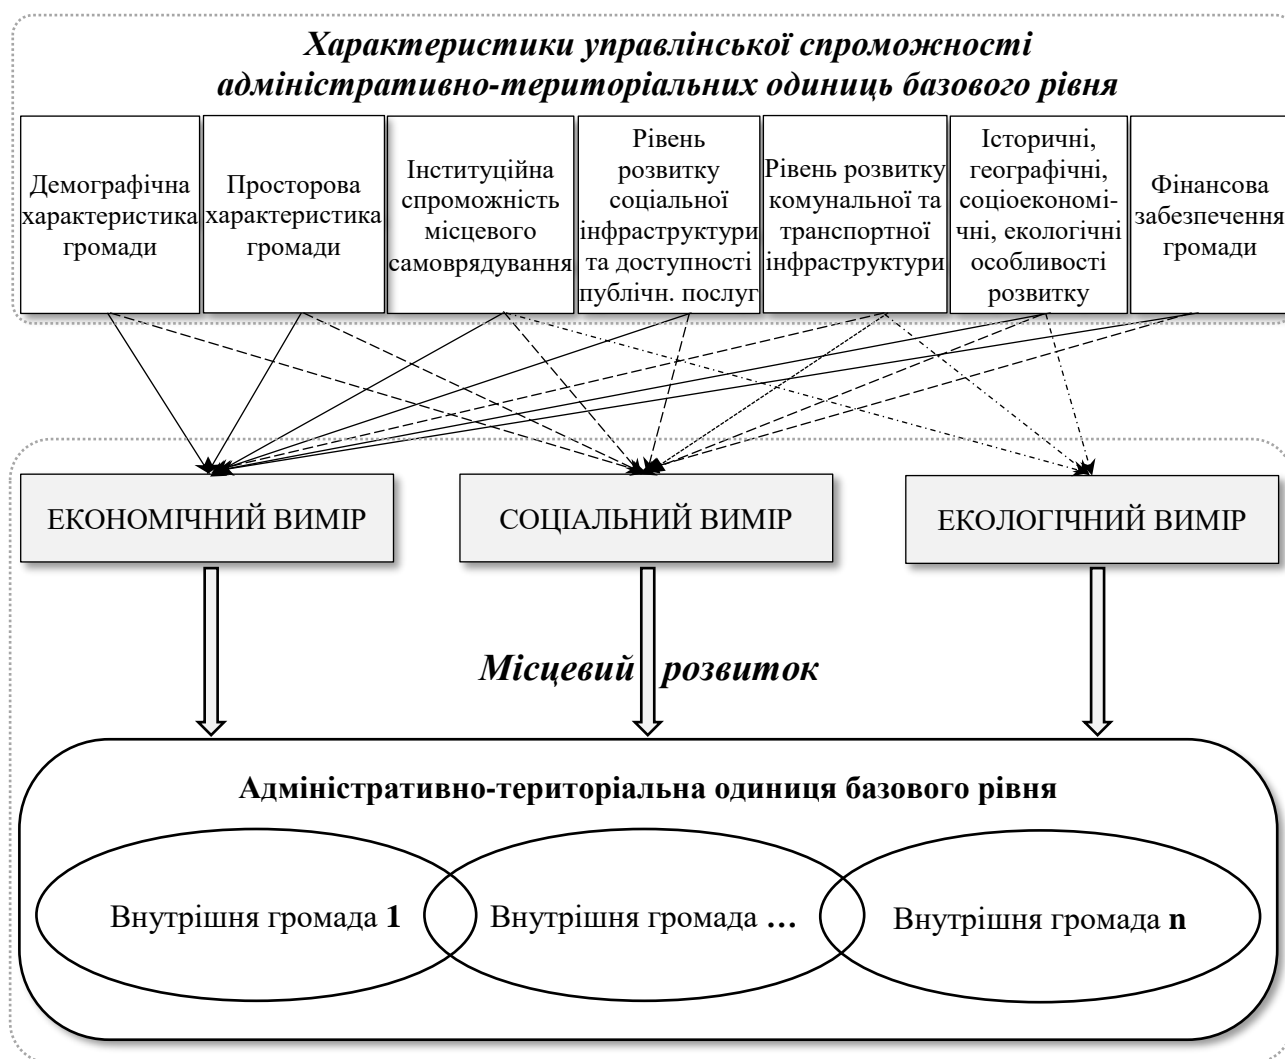 Характеристики управлінської спроможності
адміністративно-територіальних одиниць базового рівня
Демографічна
характеристика
громади
Просторова
характеристика
громади
Інституційна
спроможність
місцевого
самоврядування
Рівень
розвитку
соціальної
інфраструктури
та доступності
публічн. послуг
Рівень розвитку
комунальної та
транспортної
інфраструктури
Історичні,
географічні,
соціоекономі-
чні, екологічні
особливості
розвитку
Фінансова
забезпечення
громади
ЕКОНОМІЧНИЙ ВИМІР
СОЦІАЛЬНИЙ ВИМІР
ЕКОЛОГІЧНИЙ ВИМІР
Місцевий розвиток
Адміністративно-територіальна одиниця базового рівня
Внутрішня громада 1
Внутрішня громада …
Внутрішня громада n